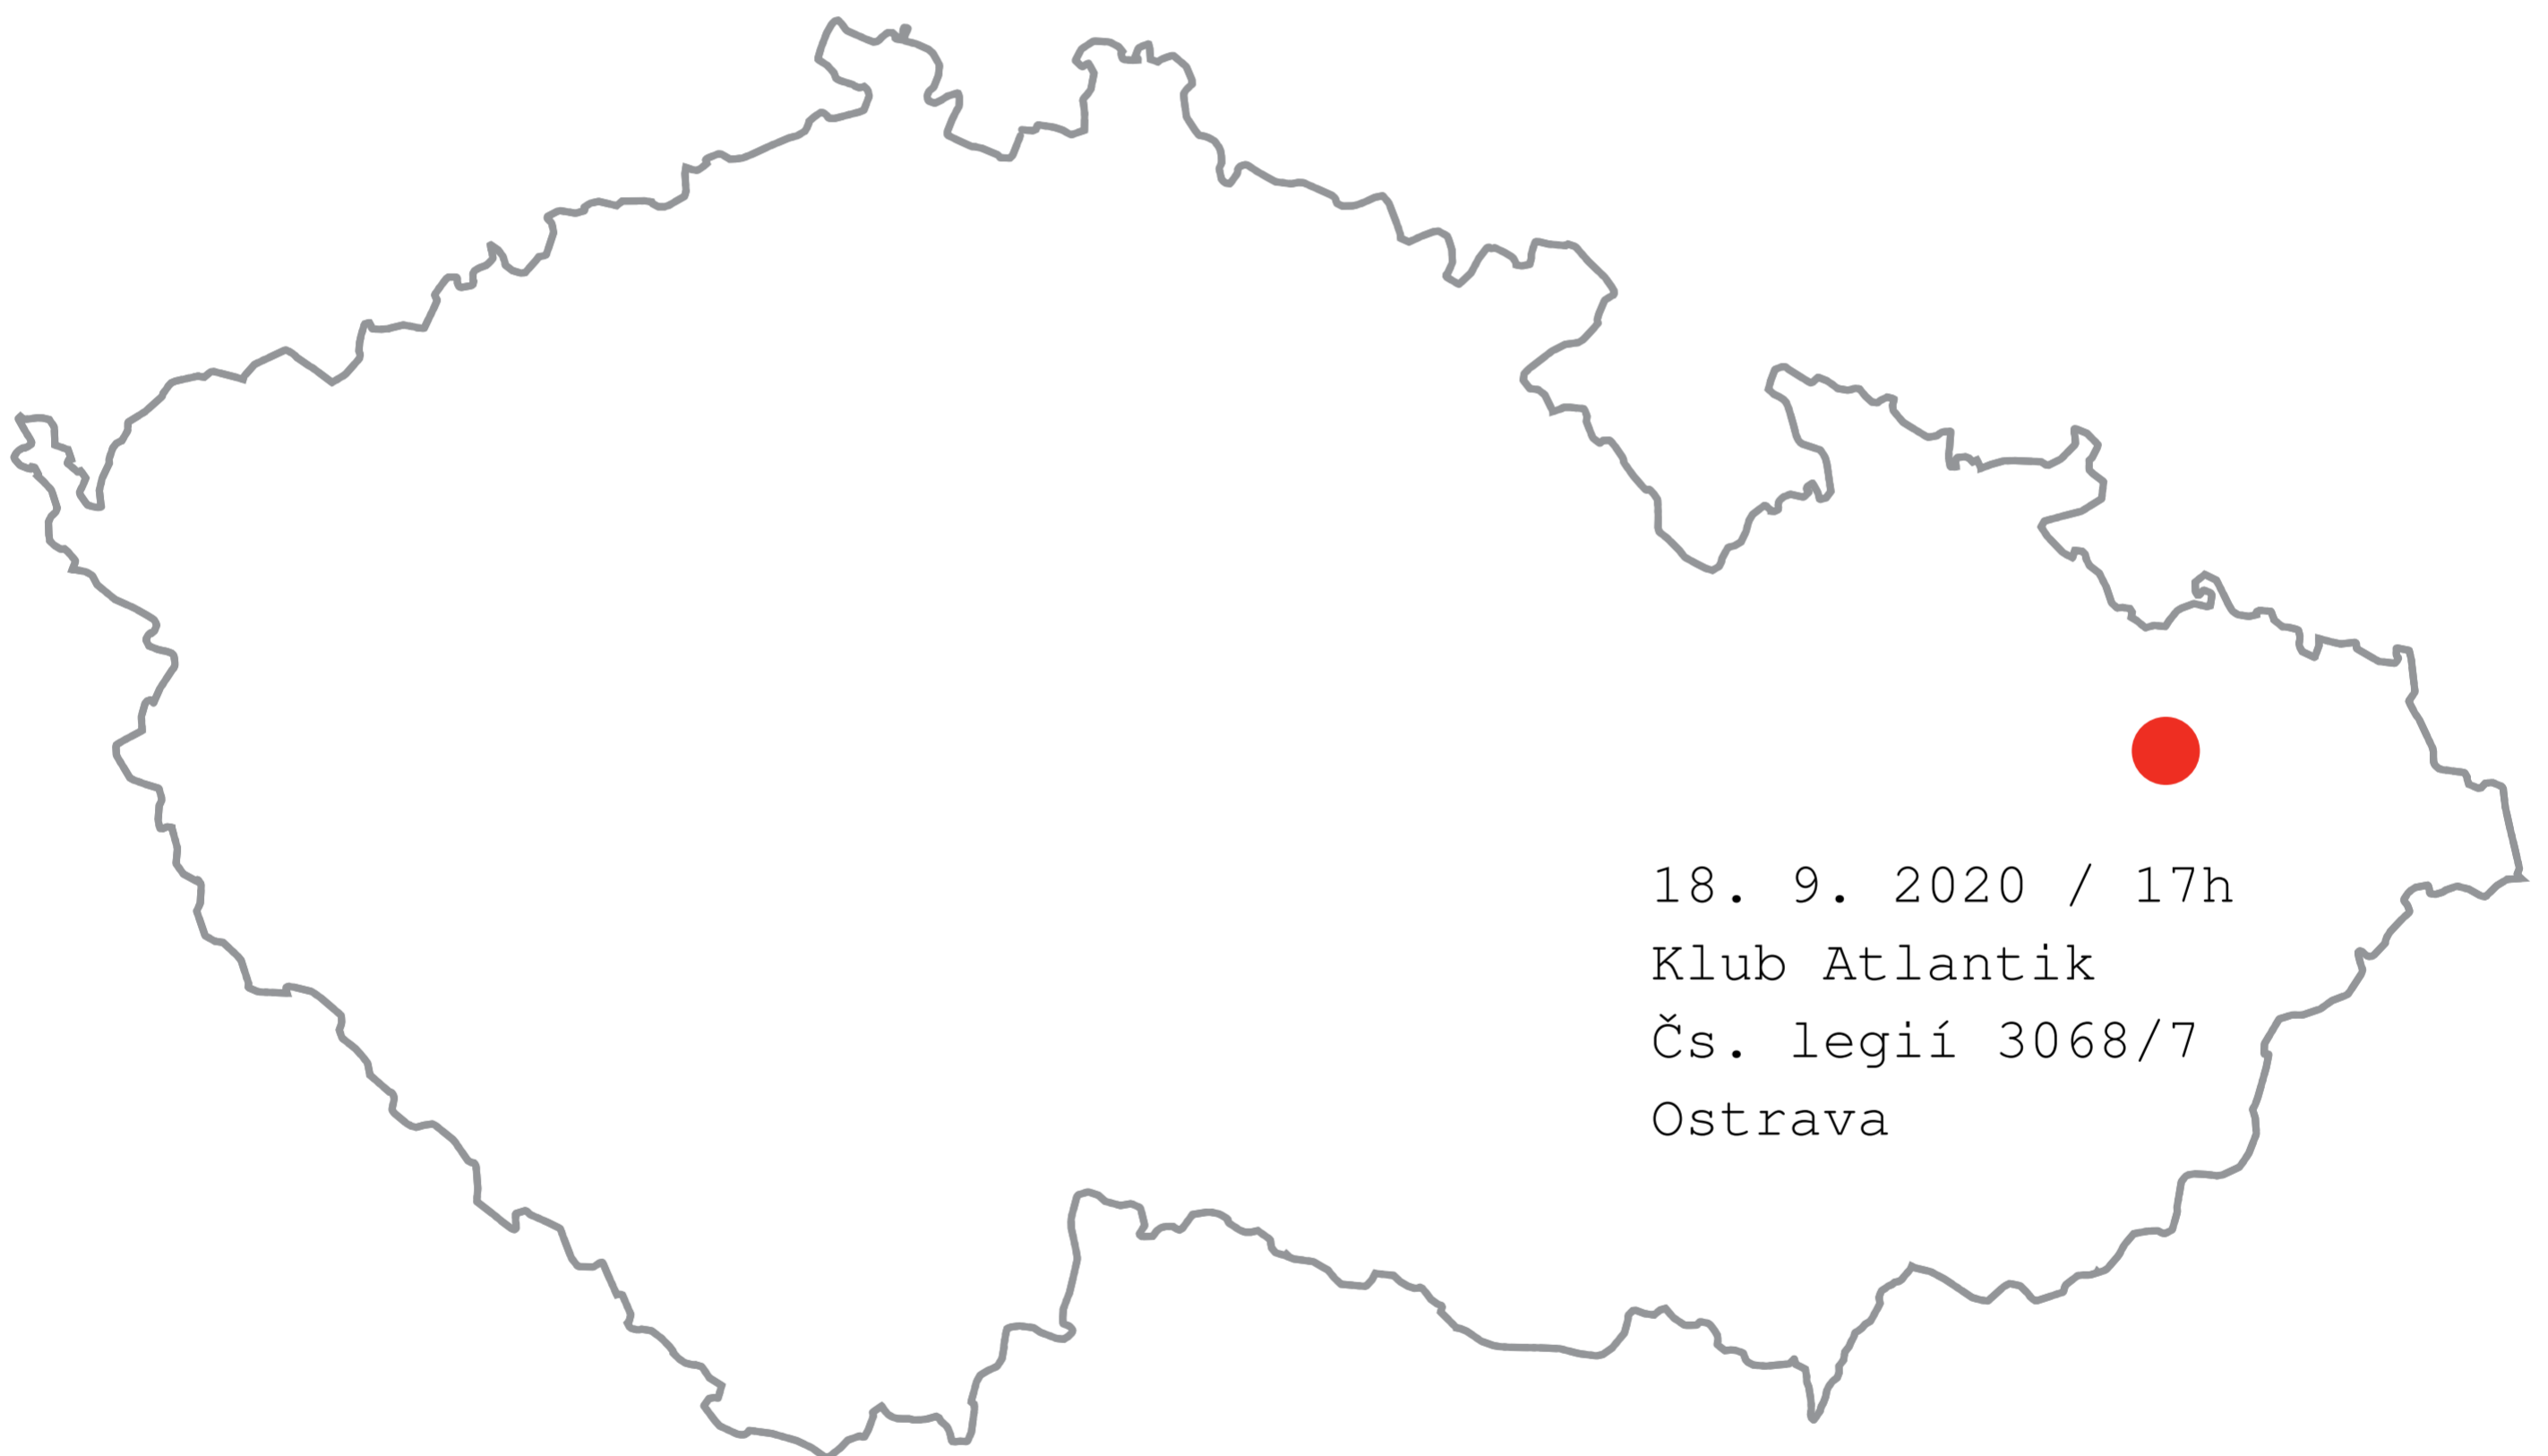 18. 9. 2020 / 17h
Klub Atlantik
Čs. legií 3068/7
Ostrava